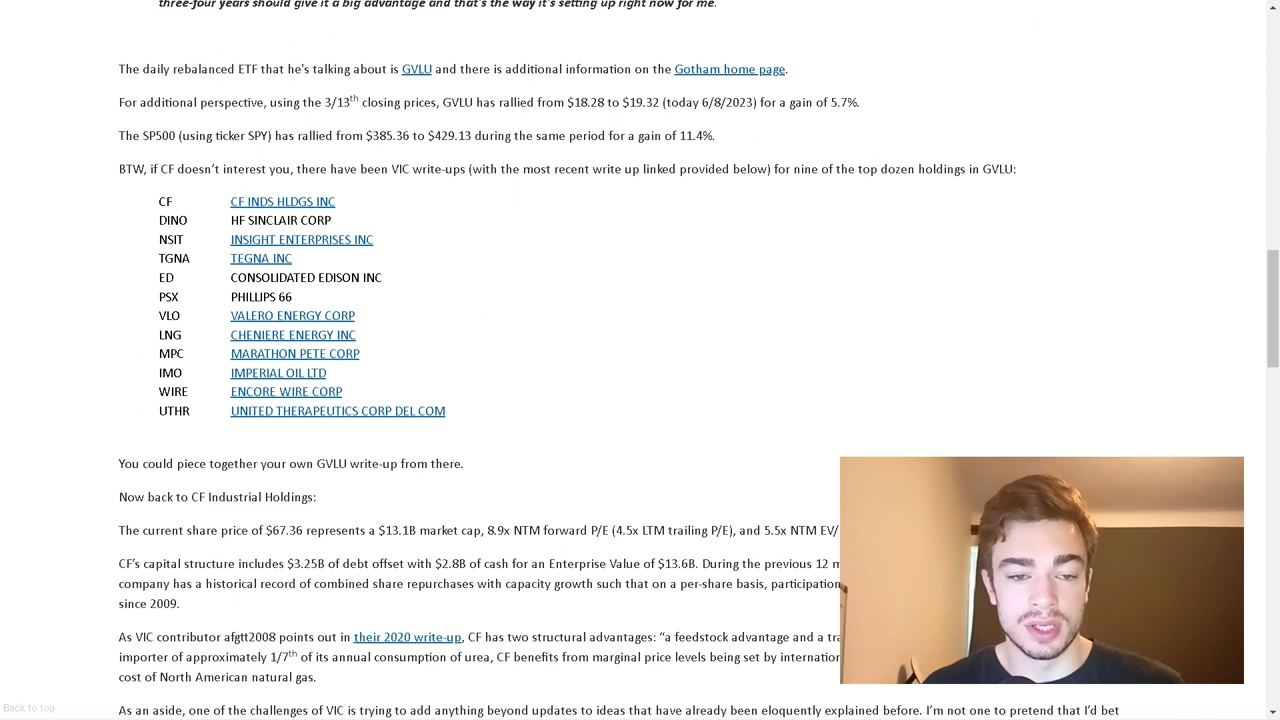 three-four years should give it a big advantage and that's the way it's setting up right now for me.
The daily rebalanced ETF that he's talking about is GVLU and there is additional information on the Gotham home page.
For additional perspective, using the 3/13th closing prices, GVLU has rallied from $18.28 to $19.32 (today 6/8/2023) for a gain of 5.7%.
The SP500 (using ticker SPY) has rallied from $385.36 to $429.13 during the same period for a gain of 11.4%.
BTW, if CF doesn't interest you, there have been VIC write-ups (with the most recent write up linked provided below) for nine of the top dozen holdings in GVLU:
CF CF INDS HLDGS INC
DINO HF SINCLAIR CORP
NSIT INSIGHT ENTERPRISES INC
TGNA TEGNA INC
ED CONSOLIDATED EDISON INC
PSX PHILLIPS 66
VLO VALERO ENERGY CORP
LNG CHENIERE ENERGY INC
MPC MARATHON PETE CORP
IMO IMPERIAL OIL LTD
WIRE ENCORE WIRE CORP
UTHR UNITED THERAPEUTICS CORP DEL COM
You could piece together your own GVLU write-up from there.
Now back to CF Industrial Holdings:
The current share price of $67.36 represents a $13.1B market cap, 8.9x NTM forward P/E (4.5x LTM trailing P/E), and 5.5x NTM EV/
CF's capital structure includes $3.25B of debt offset with $2.8B of cash for an Enterprise Value of $13.6B. During the previous 12
company has a historical record of combined share repurchases with capacity growth such that on a per-share basis, participation
since 2009.
As VIC contributor afgtt2008 points out in their 2020 write-up, CF has two structural advantages: "a feedstock advantage and a
importer of approximately 1/7th of its annual consumption of urea, CF benefits from marginal price levels being set by
cost of North American natural gas.
As an aside, one of the challenges of VIC is trying to add anything beyond updates to ideas that have already been eloquently explained before. I'm not one to pretend that I'd bet
Back to top